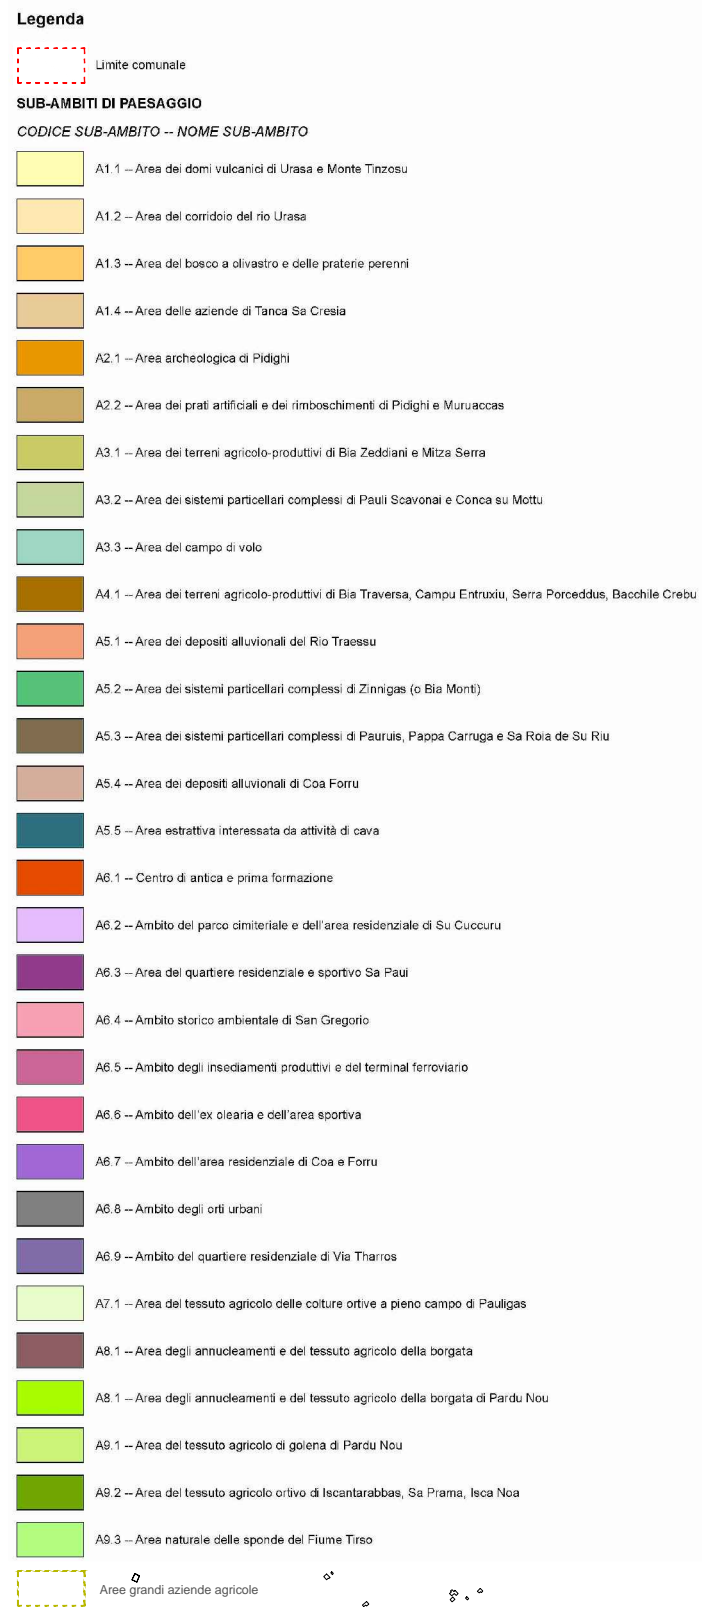 Legenda
Limite comunale
SUB-AMBITI DI PAESAGGIO
CODICE SUB-AMBITO -- NOME SUB-AMBITO
A1.1 -- Area dei domi vulcanici di Urasa e Monte Tinzosu
A1.2 -- Area del corridoio del rio Urasa
A1.3 -- Area del bosco a olivastro e delle praterie perenni
A1.4 -- Area delle aziende di Tanca Sa Cresia
A2.1 -- Area archeologica di Pidighi
A2.2 -- Area dei prati artificiali e dei rimboschimenti di Pidighi e Muruaccas
A3.1 -- Area dei terreni agricolo-produttivi di Bia Zeddiani e Mitza Serra
A3.2 -- Area dei sistemi particellari complessi di Pauli Scavonai e Conca su Mottu
A3.3 -- Area del campo di volo
A4.1 -- Area dei terreni agricolo-produttivi di Bia Traversa, Campu Entruxiu, Serra Porceddus, Bacchile Crebu
A5.1 -- Area dei depositi alluvionali del Rio Traessu
A5.2 -- Area dei sistemi particellari complessi di Zinnigas (o Bia Monti)
A5.3 -- Area dei sistemi particellari complessi di Pauruis, Pappa Carruga e Sa Roia de Su Riu
A5.4 -- Area dei depositi alluvionali di Coa Forru
A5.5 -- Area estrattiva interessata da attività di cava
A6.1 -- Centro di antica e prima formazione
A6.2 -- Ambito del parco cimiteriale e dell'area residenziale di Su Cuccuru
A6.3 -- Area del quartiere residenziale e sportivo Sa Paui
A6.4 -- Ambito storico ambientale di San Gregorio
A6.5 -- Ambito degli insediamenti produttivi e del terminal ferroviario
A6.6 -- Ambito dell'ex olearia e dell'area sportiva
A6.7 -- Ambito dell'area residenziale di Coa e Forru
A6.8 -- Ambito degli orti urbani
A6.9 -- Ambito del quartiere residenziale di Via Tharros
A7.1 -- Area del tessuto agricolo delle colture ortive a pieno campo di Pauligas
A8.1 -- Area degli annucleamenti e del tessuto agricolo della borgata
A8.1 -- Area degli annucleamenti e del tessuto agricolo della borgata di Pardu Nou
A9.1 -- Area del tessuto agricolo di golena di Pardu Nou
A9.2 -- Area del tessuto agricolo ortivo di Iscantarabbas, Sa Prama, Isca Noa
A9.3 -- Area naturale delle sponde del Fiume Tirso
Aree grandi aziende agricole